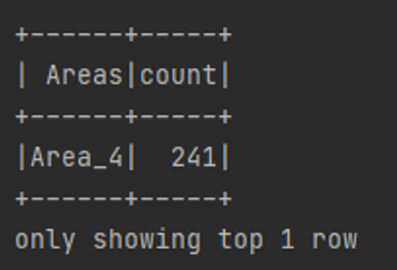 +------+-----+
| Areas|count|
+------+-----+
|Area_4|  241|
+------+-----+
only showing top 1 row